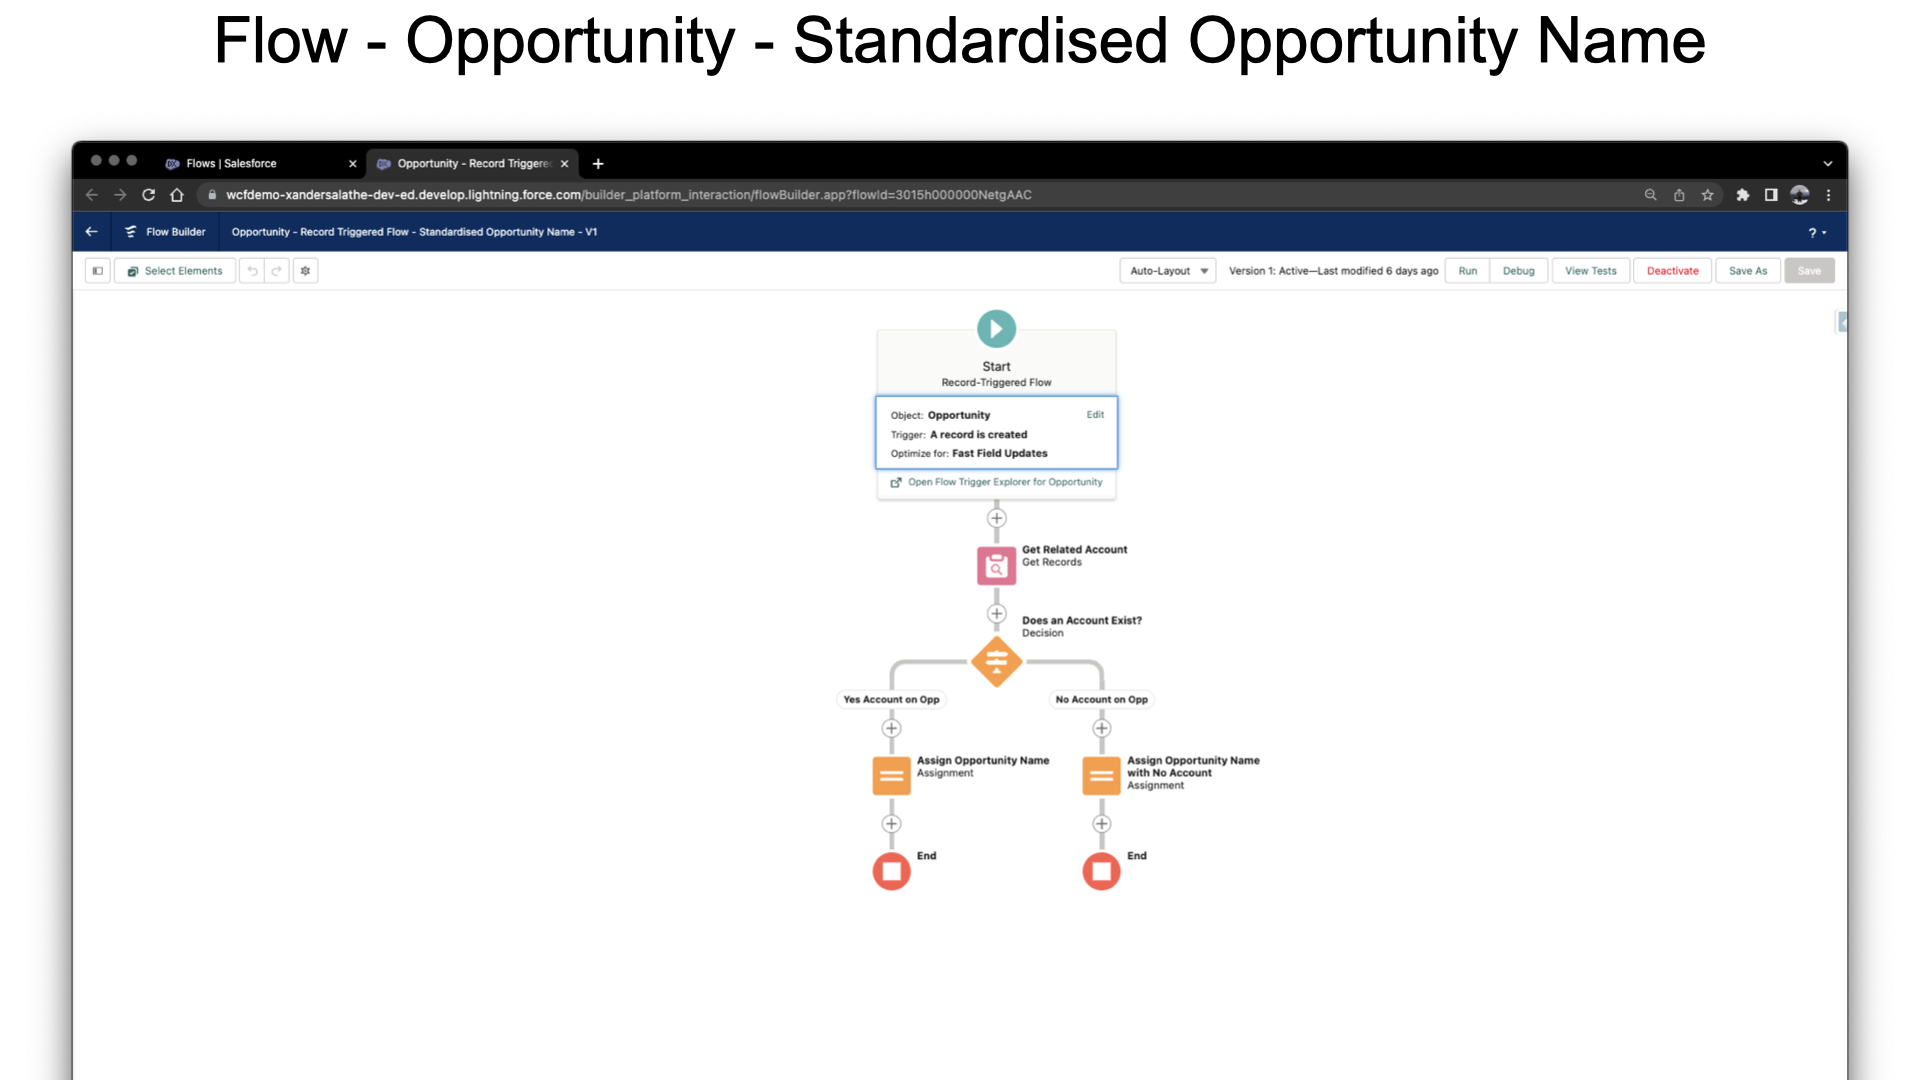 Flow - Opportunity - Standardised Opportunity Name
Flows | Salesforce
Opportunity - Record Triggered
wcfdemo-xandersalathe-dev-ed.develop.lightning.force.com/builder_platform_interaction/flowBuilder.app?flowId=3015h000000NetgAAC
Flow Builder
Opportunity - Record Triggered Flow - Standardised Opportunity Name - V1
?
Select Elements
Auto-Layout
Version 1: Active—Last modified 6 days ago
Run
Debug
View Tests
Deactivate
Save As
Save
Start
Record-Triggered Flow
Object: Opportunity
Edit
Trigger: A record is created
Optimize for: Fast Field Updates
Open Flow Trigger Explorer for Opportunity
Get Related Account
Get Records
Does an Account Exist?
Decision
Yes Account on Opp
No Account on Opp
Assign Opportunity Name
Assignment
Assign Opportunity Name
with No Account
Assignment
End
End